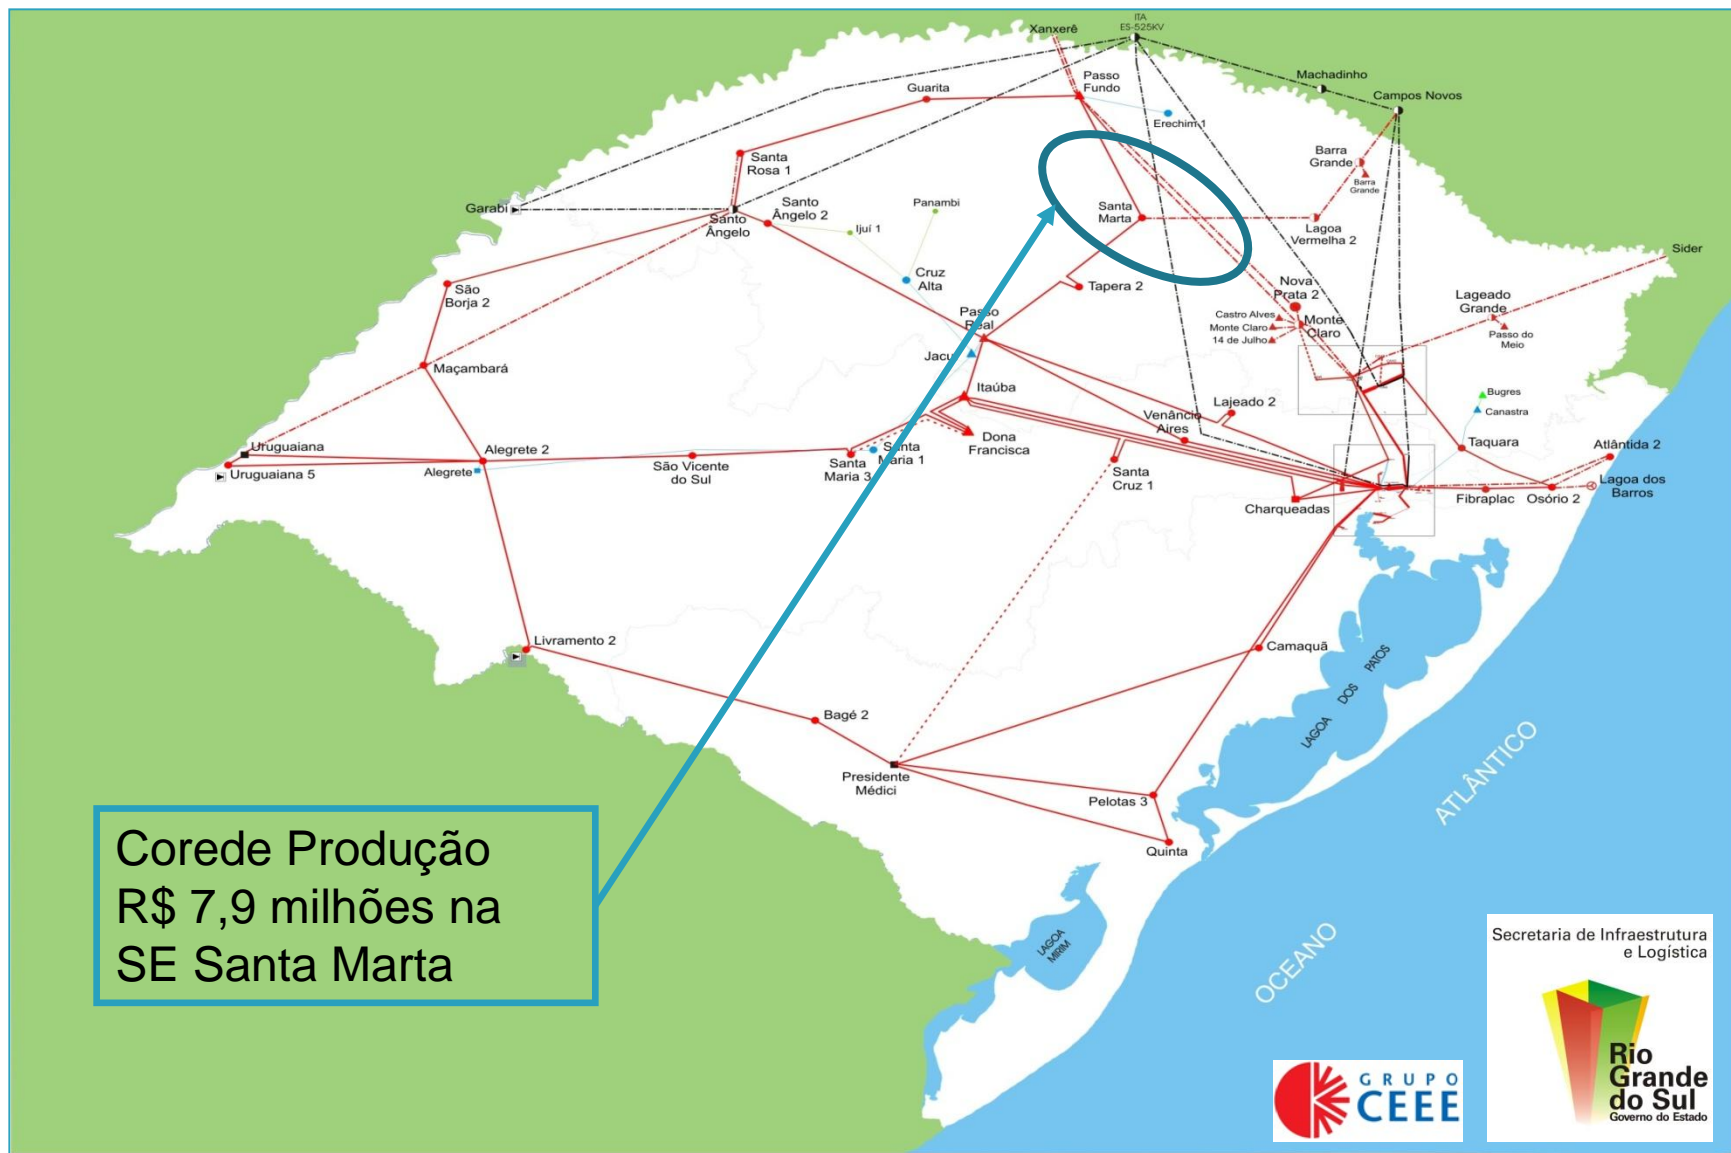 ITA
ES-525KV
Xanxerê
Machadinho
Campos Novos
Passo
Fundo
Guarita
Erechim 1
Barra
Grande
Barra
Grande
Santa
Rosa 1
Garabi
Santo
Ângelo
Santo
Ângelo 2
Panambi
Ijuí 1
Santa
Marta
Lagoa
Vermelha 2
Sider
Cruz
Alta
Tapera 2
São
Borja 2
Nova
Prata 2
Lageado
Grande
Castro Alves
Monte Claro
14 de Julho
Monte
Claro
Passo do
Meio
Passo
Real
Jacuí
Maçambará
Itaúba
Bugres
Canastra
Lajeado 2
Venâncio
Aires
Uruguaiana
Uruguaiana 5
Alegrete 2
Alegrete
São Vicente
do Sul
Santa
Maria 3
Santa
Maria 1
Dona
Francisca
Santa
Cruz 1
Taquara
Atlântida 2
Charqueadas
Fibraplac
Osório 2
Lagoa dos
Barros
Livramento 2
Camaquã
LAGOA DOS PATOS
Bagé 2
Presidente
Médici
Pelotas 3
Quinta
LAGOA
MIRIM
OCEANO ATLÂNTICO
Corede Produção
R$ 7,9 milhões na
SE Santa Marta
GRUPO
CEEE
Secretaria de Infraestrutura
e Logística
Rio
Grande
do Sul
Governo do Estado